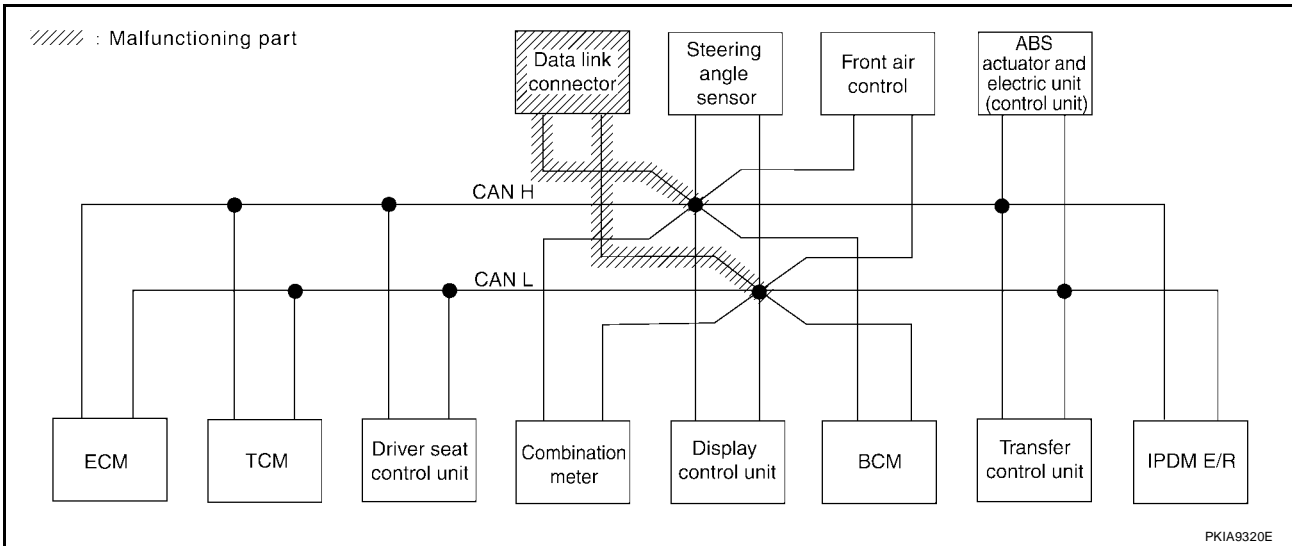 : Malfunctioning part
Data link
connector
Steering
angle
sensor
Front air
control
ABS
actuator and
electric unit
(control unit)
CAN H
CAN L
ECM
TCM
Driver seat
control unit
Combination
meter
Display
control unit
BCM
Transfer
control unit
IPDM E/R
PKIA9320E